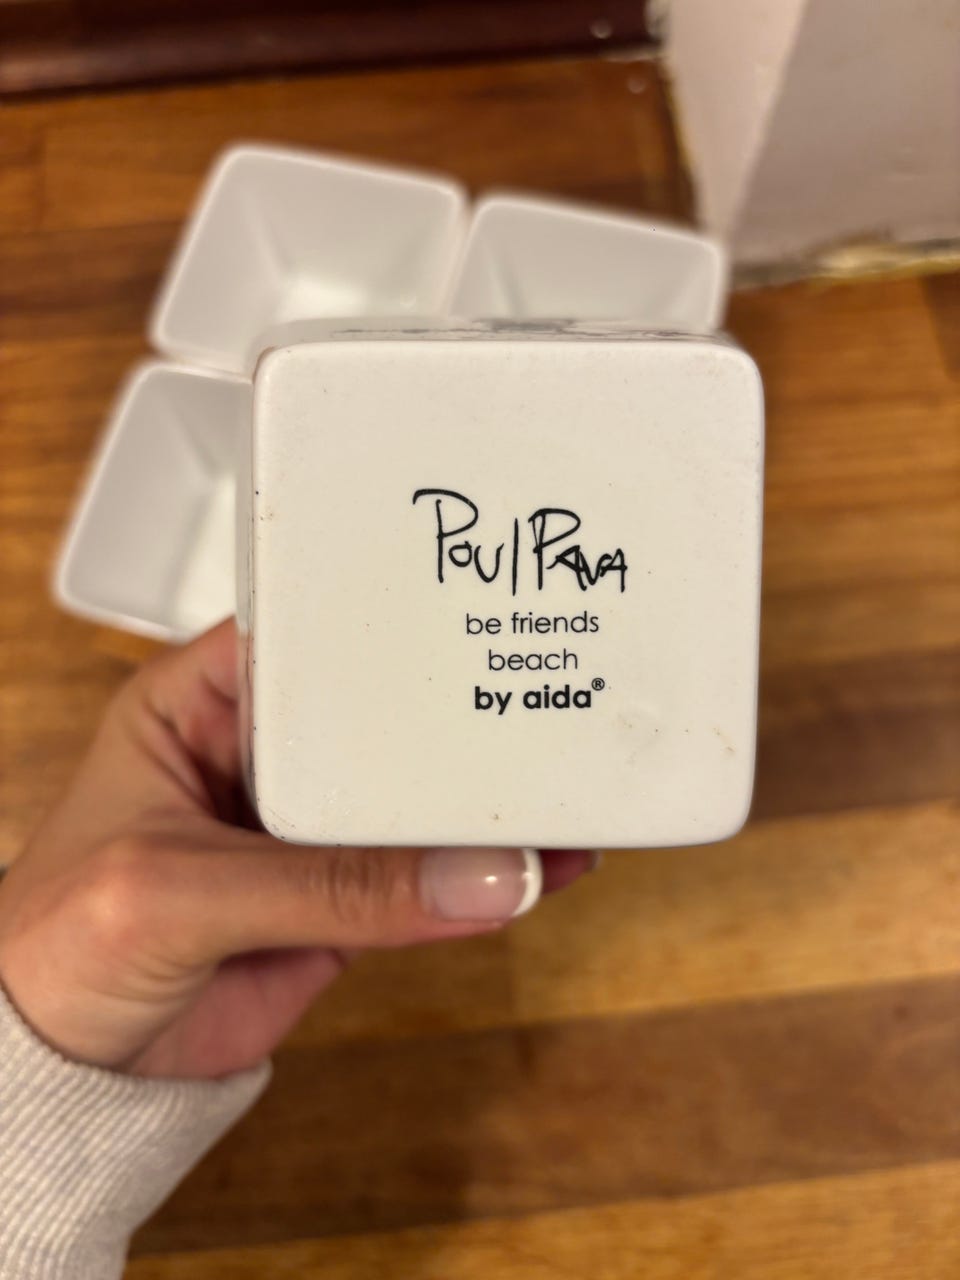 Poul Pava
be friends
beach
by aida®